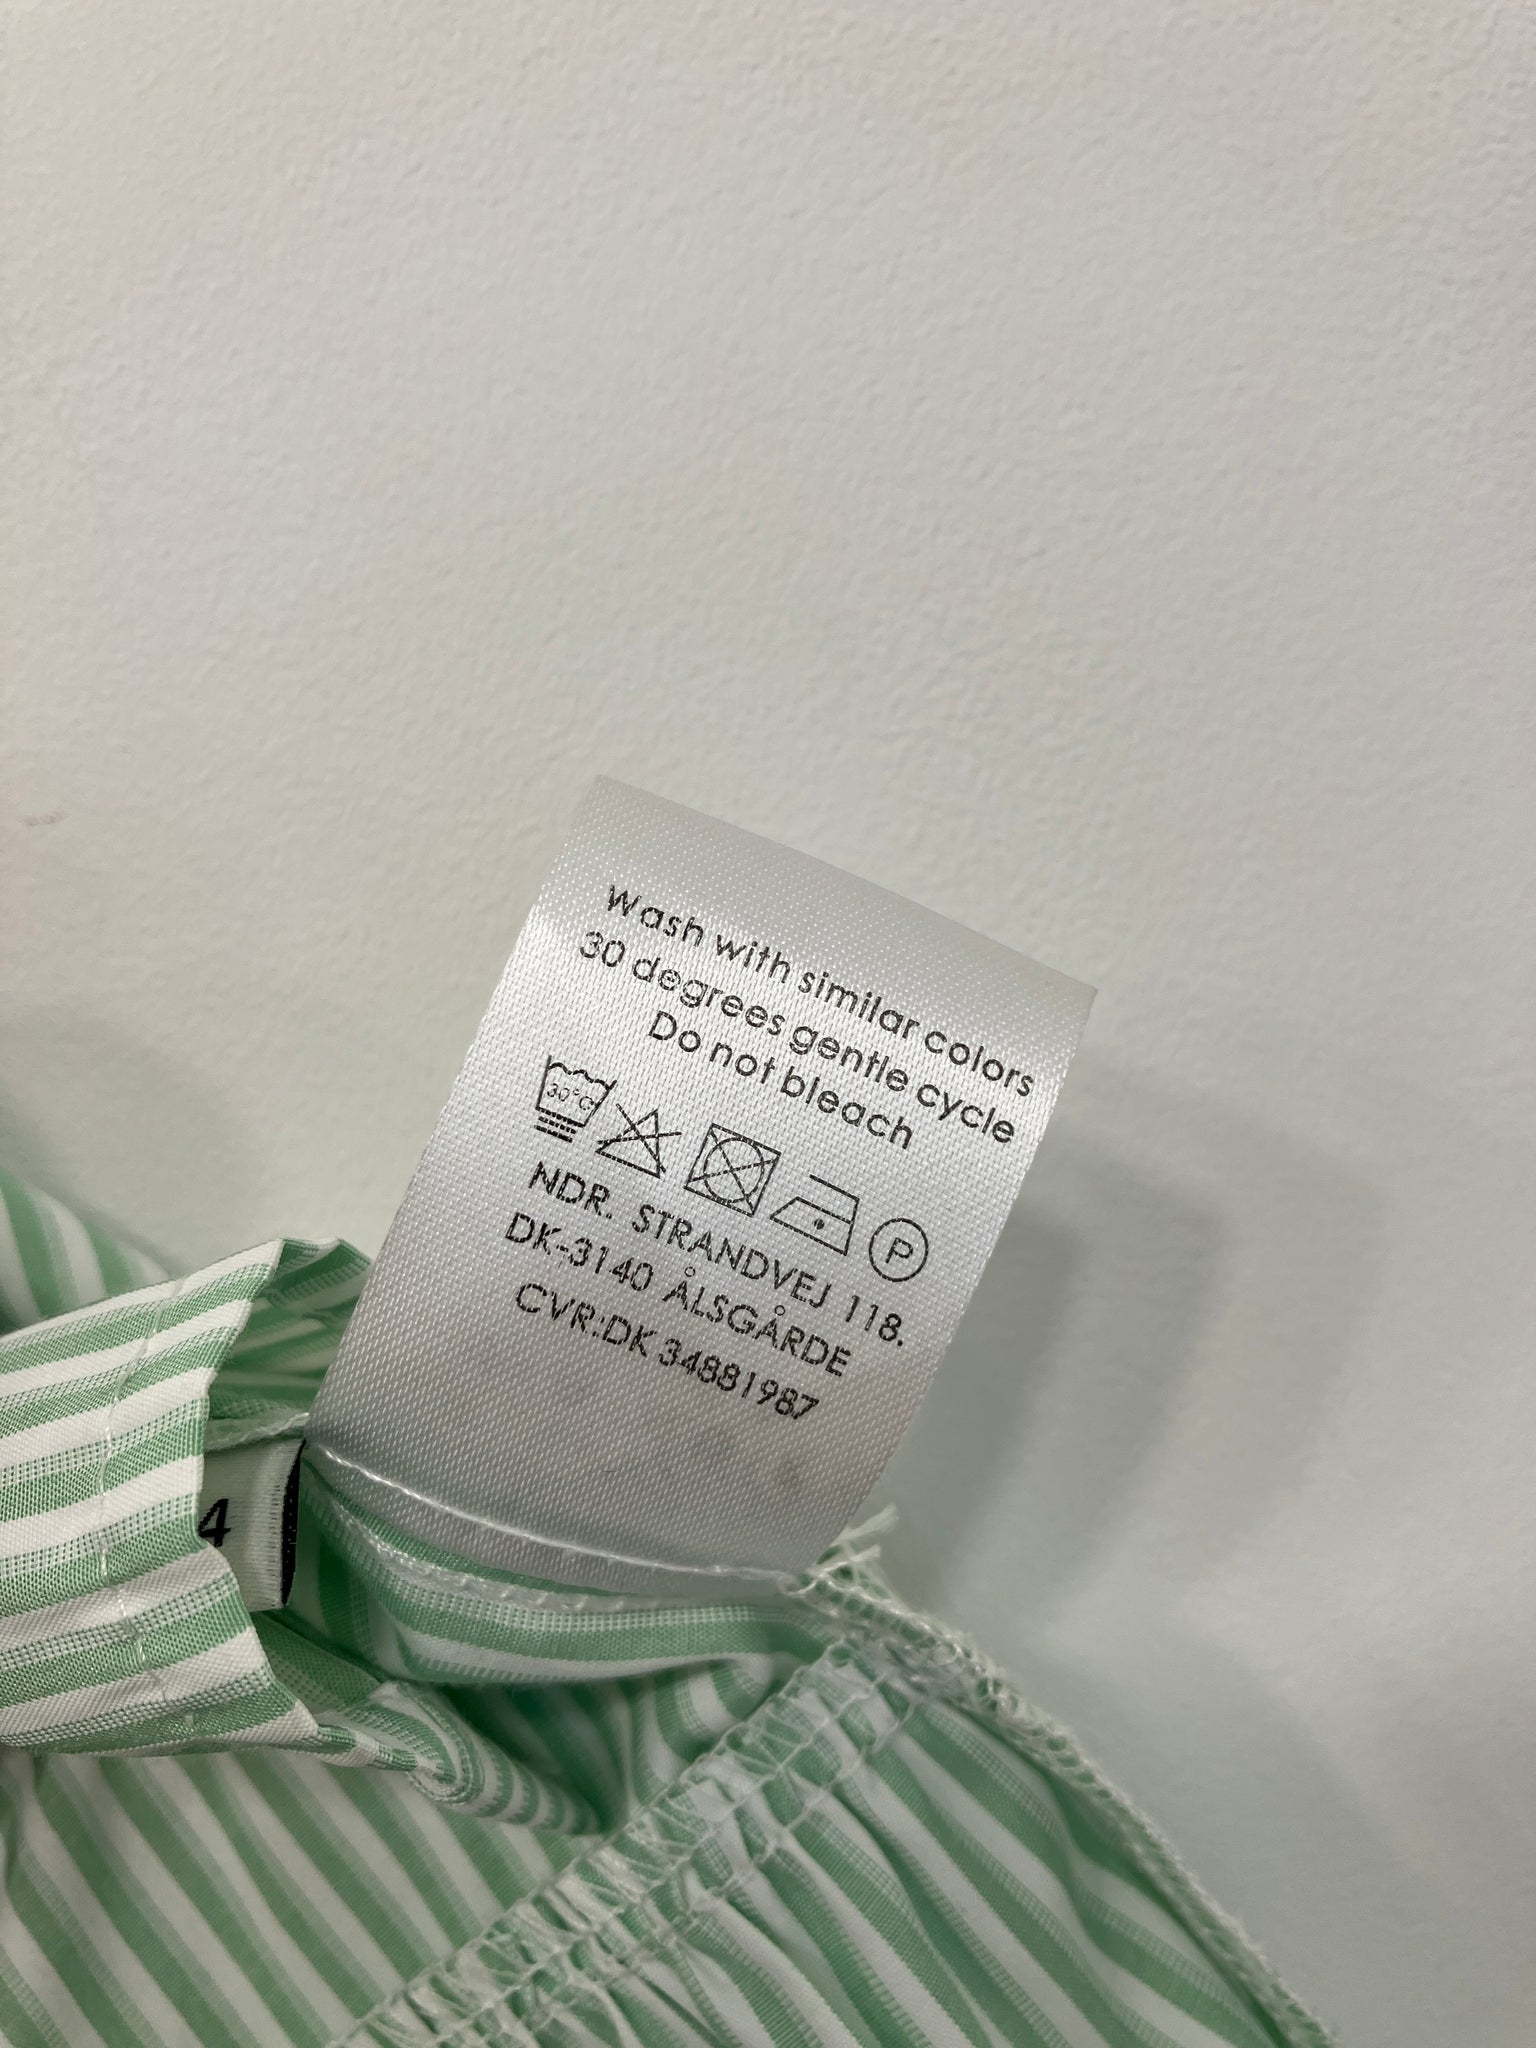 Wash with similar colors
30 degrees gentle cycle
Do not bleach
30°C P
NDR. STRANDVEJ 118.
DK-3140 ÅLSGÅRDE
CVR:DK 34881987
4